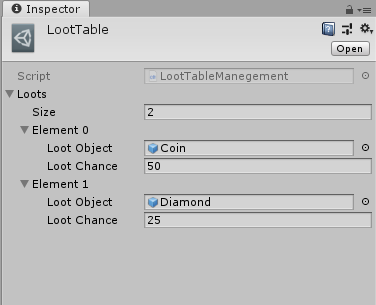 Inspector
LootTable
Open
Script LootTableManegement
Loots
Size 2
Element 0
Loot Object Coin
Loot Chance 50
Element 1
Loot Object Diamond
Loot Chance 25